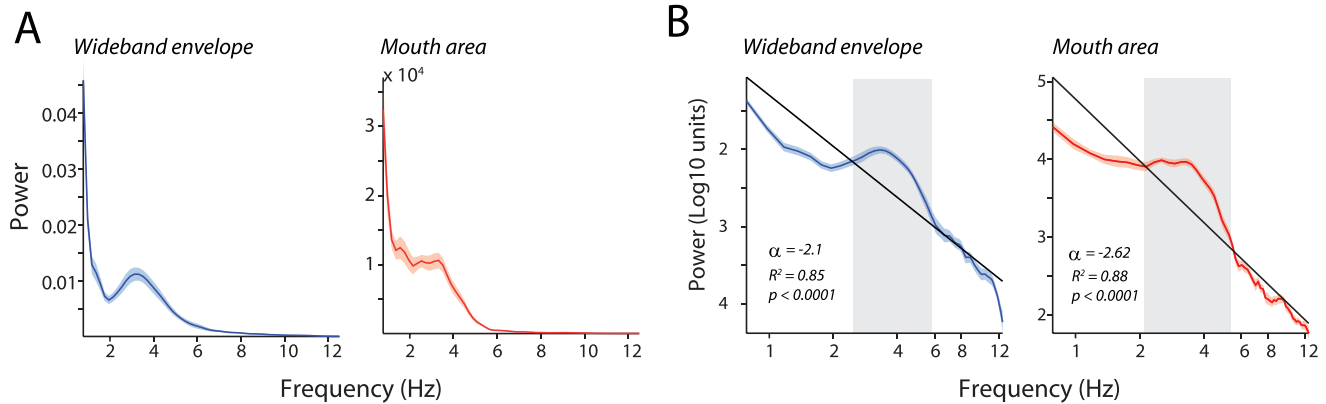 A
B
Wideband envelope
Mouth area
Wideband envelope
Mouth area
Power
0.04
0.03
0.02
0.01
2 4 6 8 10 12
x 10⁴
3
2
1
2 4 6 8 10 12
Frequency (Hz)
Power (Log10 units)
2
3
4
α = -2.1
R² = 0.85
p < 0.0001
1 2 4 6 8 12
5
4
3
2
α = -2.62
R² = 0.88
p < 0.0001
1 2 4 6 8 12
Frequency (Hz)